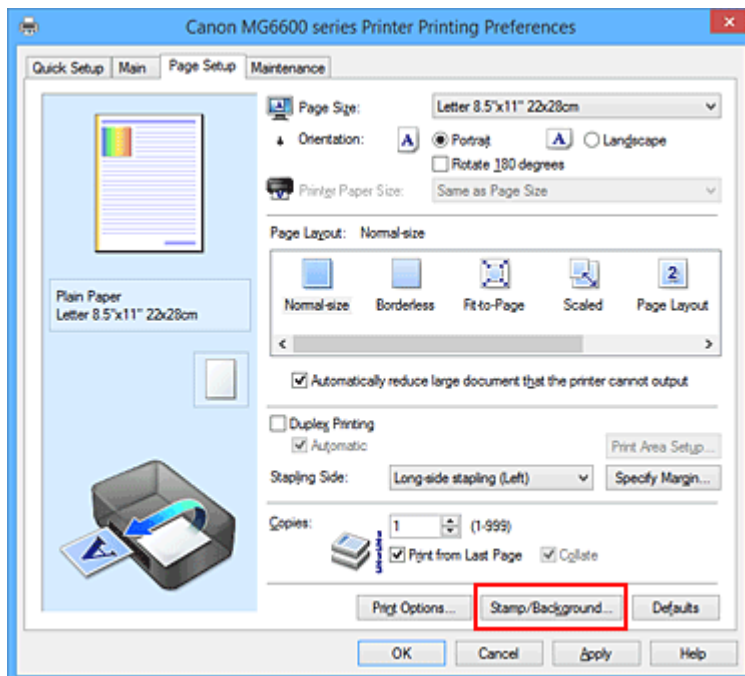 Canon MG6600 series Printer Printing Preferences
Quick Setup Main Page Setup Maintenance
Page Size: Letter 8.5"x11" 22x28cm
Orientation: A Portrait A Landscape
Rotate 180 degrees
Printer Paper Size: Same as Page Size
Page Layout: Normal-size
2
Normal-size Borderless Fit-to-Page Scaled Page Layout
Plain Paper
Letter 8.5"x11" 22x28cm
Automatically reduce large document that the printer cannot output
Duplex Printing
Automatic
Print Area Setup...
Stapling Side: Long-side stapling (Left) Specify Margin...
Copies: 1 (1-999)
Print from Last Page Collate
A
Print Options... Stamp/Background... Defaults
OK Cancel Apply Help